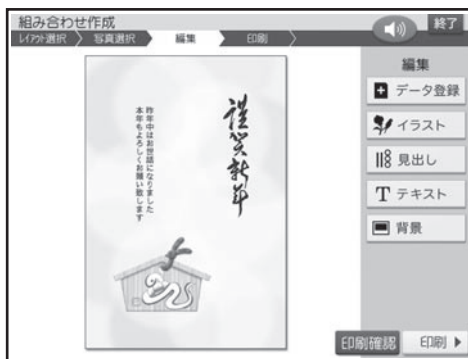 組み合わせ作成
終了
レイアウト選択
写真選択
編集
印刷
謹賀新年
昨年中はお世話になりました
本年もよろしくお願い致します
編集
データ登録
イラスト
見出し
T テキスト
背景
印刷確認
印刷